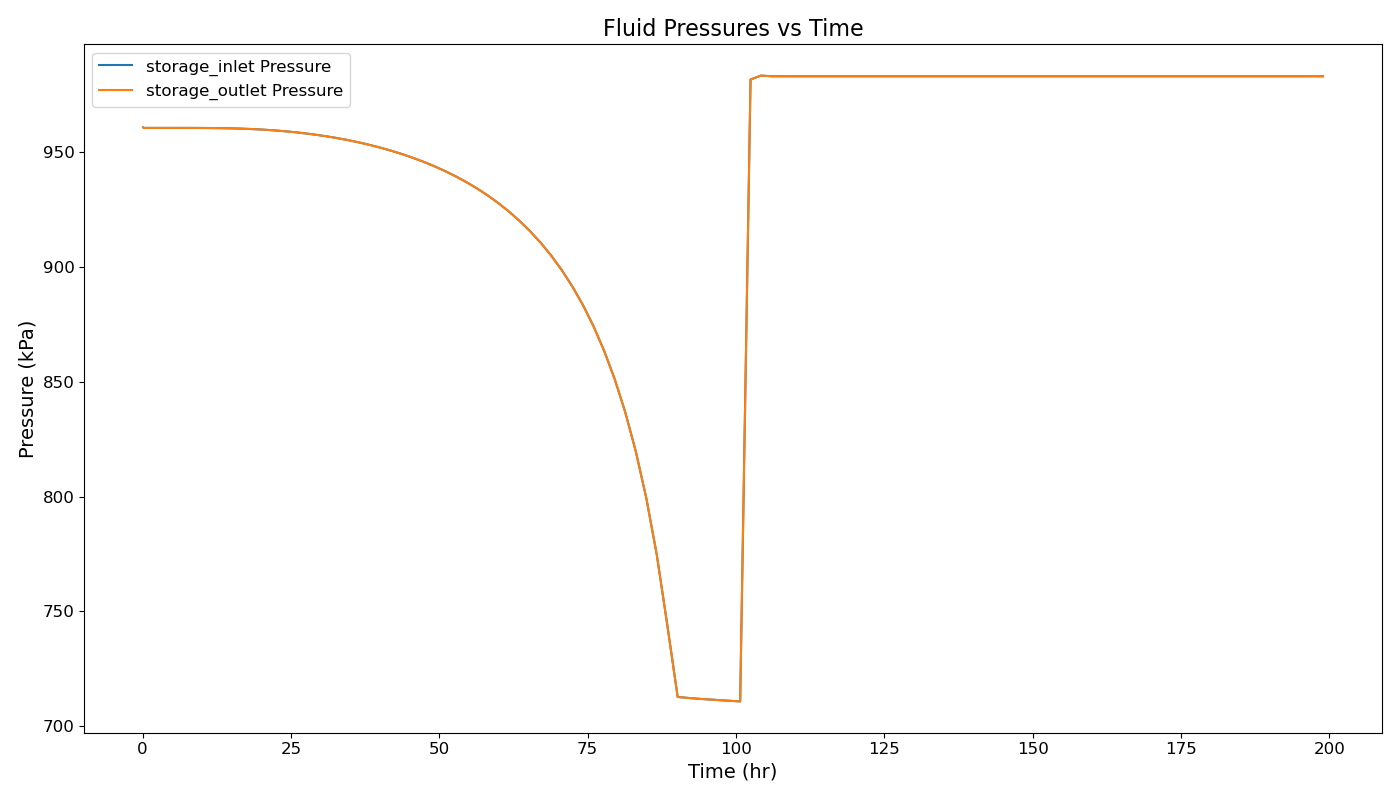 Fluid Pressures vs Time
storage_inlet Pressure
storage_outlet Pressure
Pressure (kPa)
950
900
850
800
750
700
0 25 50 75 100 125 150 175 200
Time (hr)